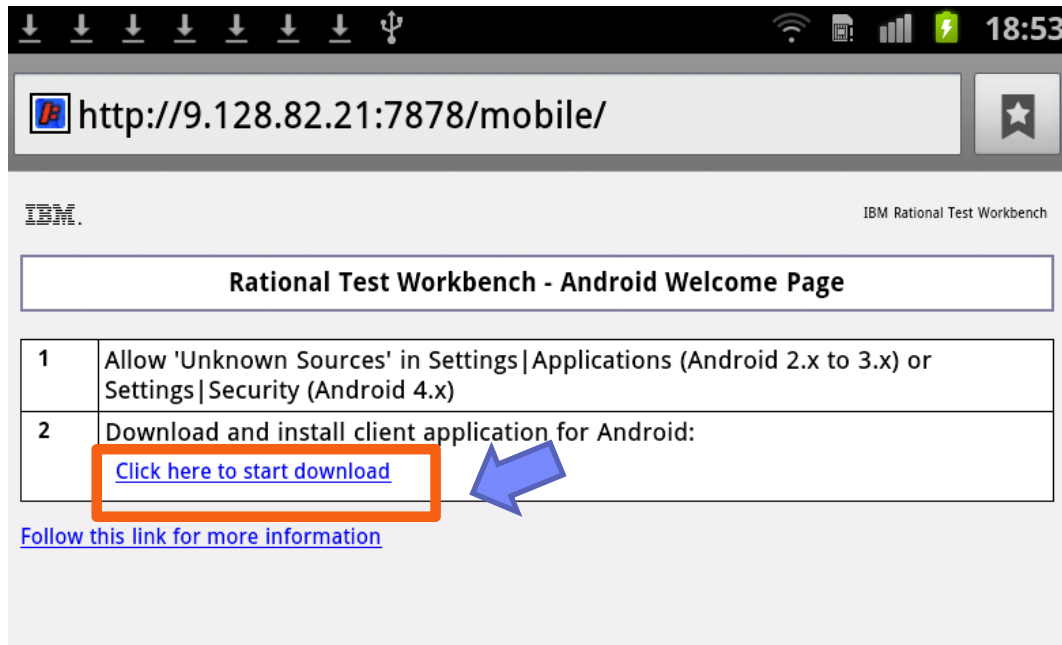 18:53
http://9.128.82.21:7878/mobile/
IBM.
IBM Rational Test Workbench
Rational Test Workbench - Android Welcome Page
1 Allow 'Unknown Sources' in Settings|Applications (Android 2.x to 3.x) or
Settings|Security (Android 4.x)
2 Download and install client application for Android:
Click here to start download
Follow this link for more information